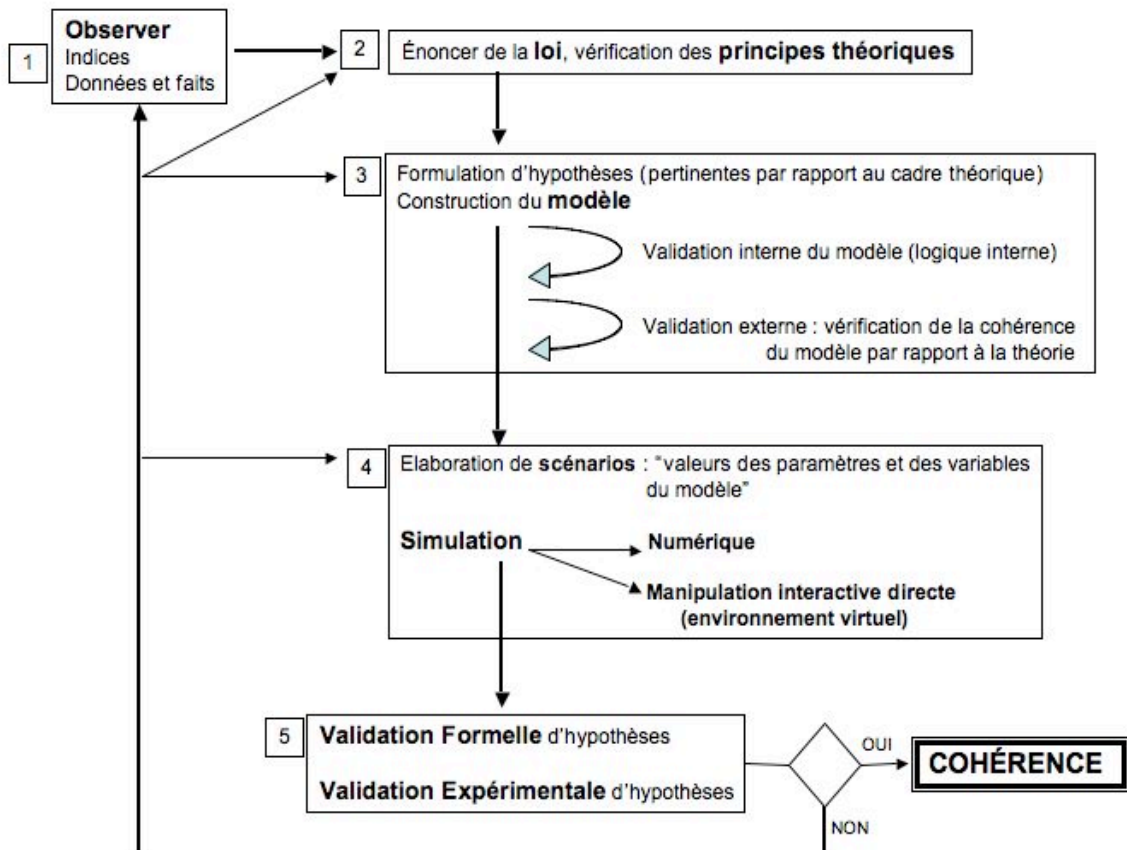 1
Observer
Indices
Données et faits
2
Énoncer de la loi, vérification des principes théoriques
3
Formulation d'hypothèses (pertinentes par rapport au cadre théorique)
Construction du modèle
Validation interne du modèle (logique interne)
Validation externe : vérification de la cohérence
du modèle par rapport à la théorie
4
Elaboration de scénarios : “valeurs des paramètres et des variables
du modèle”
Simulation
Numérique
Manipulation interactive directe
(environnement virtuel)
5
Validation Formelle d'hypothèses
Validation Expérimentale d'hypothèses
OUI
COHÉRENCE
NON